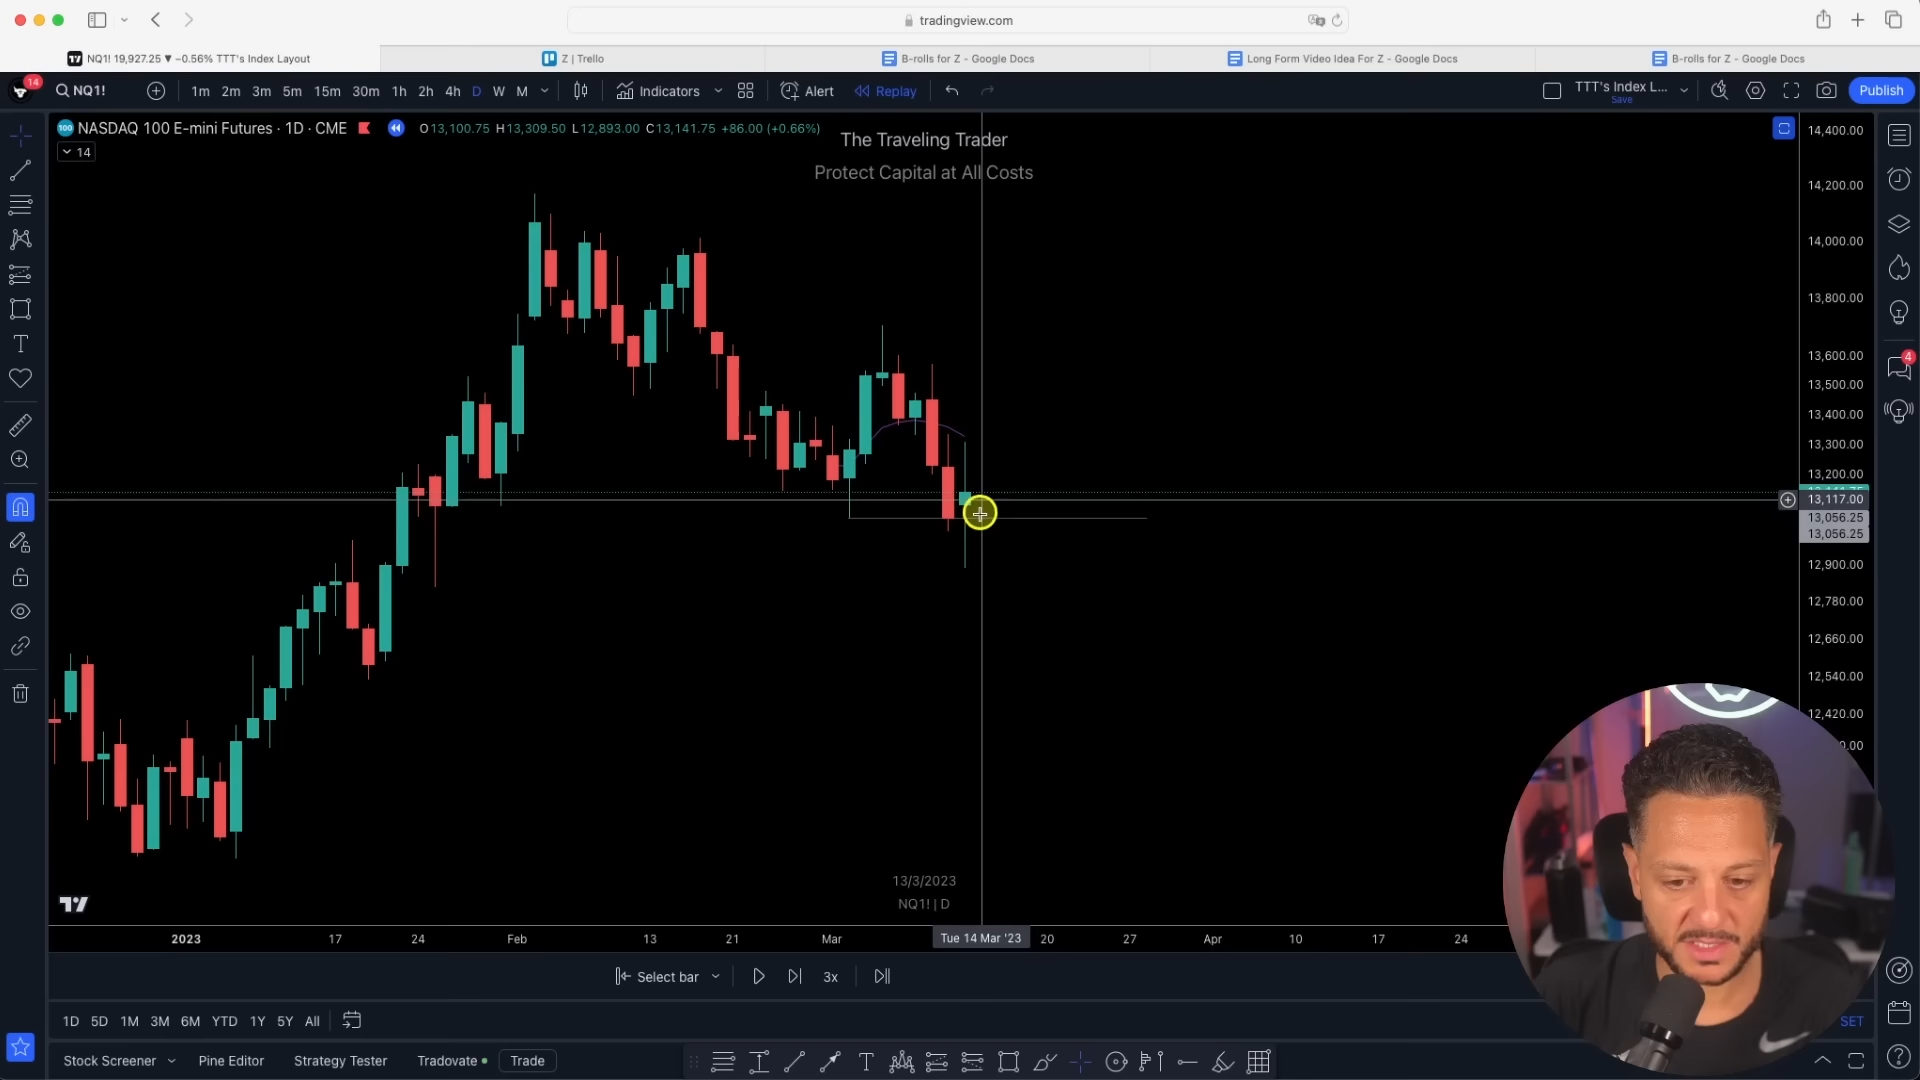 tradingview.com
NQ1! 19,927.25 ▼ −0.56% TTT's Index Layout
Z | Trello
B-rolls for Z - Google Docs
Long Form Video Idea For Z - Google Docs
B-rolls for Z - Google Docs
14
NQ1!
1m 2m 3m 5m 15m 30m 1h 2h 4h D W M
Indicators
Alert
Replay
TTT's Index L...
Save
Publish
100
NASDAQ 100 E-mini Futures · 1D · CME
O13,100.75 H13,309.50 L12,893.00 C13,141.75 +86.00 (+0.66%)
14
The Traveling Trader
Protect Capital at All Costs
14,400.00
14,200.00
14,000.00
13,800.00
13,600.00
13,500.00
13,400.00
13,300.00
13,200.00
13,117.00
13,056.25
13,056.25
12,900.00
12,780.00
12,660.00
12,540.00
12,420.00
4
13/3/2023
NQ1! | D
2023 17 24 Feb 13 21 Mar Tue 14 Mar '23 20 27 Apr 10 17 24
Select bar
3x
1D 5D 1M 3M 6M YTD 1Y 5Y All
SET
Stock Screener
Pine Editor
Strategy Tester
Tradovate
Trade